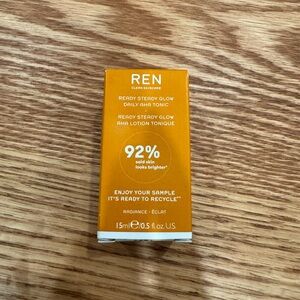 REN
CLEAN SKINCARE
READY STEADY GLOW
DAILY AHA TONIC
READY STEADY GLOW
AHA LOTION TONIQUE
92%
said skin
looks brighter*
ENJOY YOUR SAMPLE
IT'S READY TO RECYCLE**
RADIANCE · ÉCLAT
15ml℮/0.5 fl.oz.US